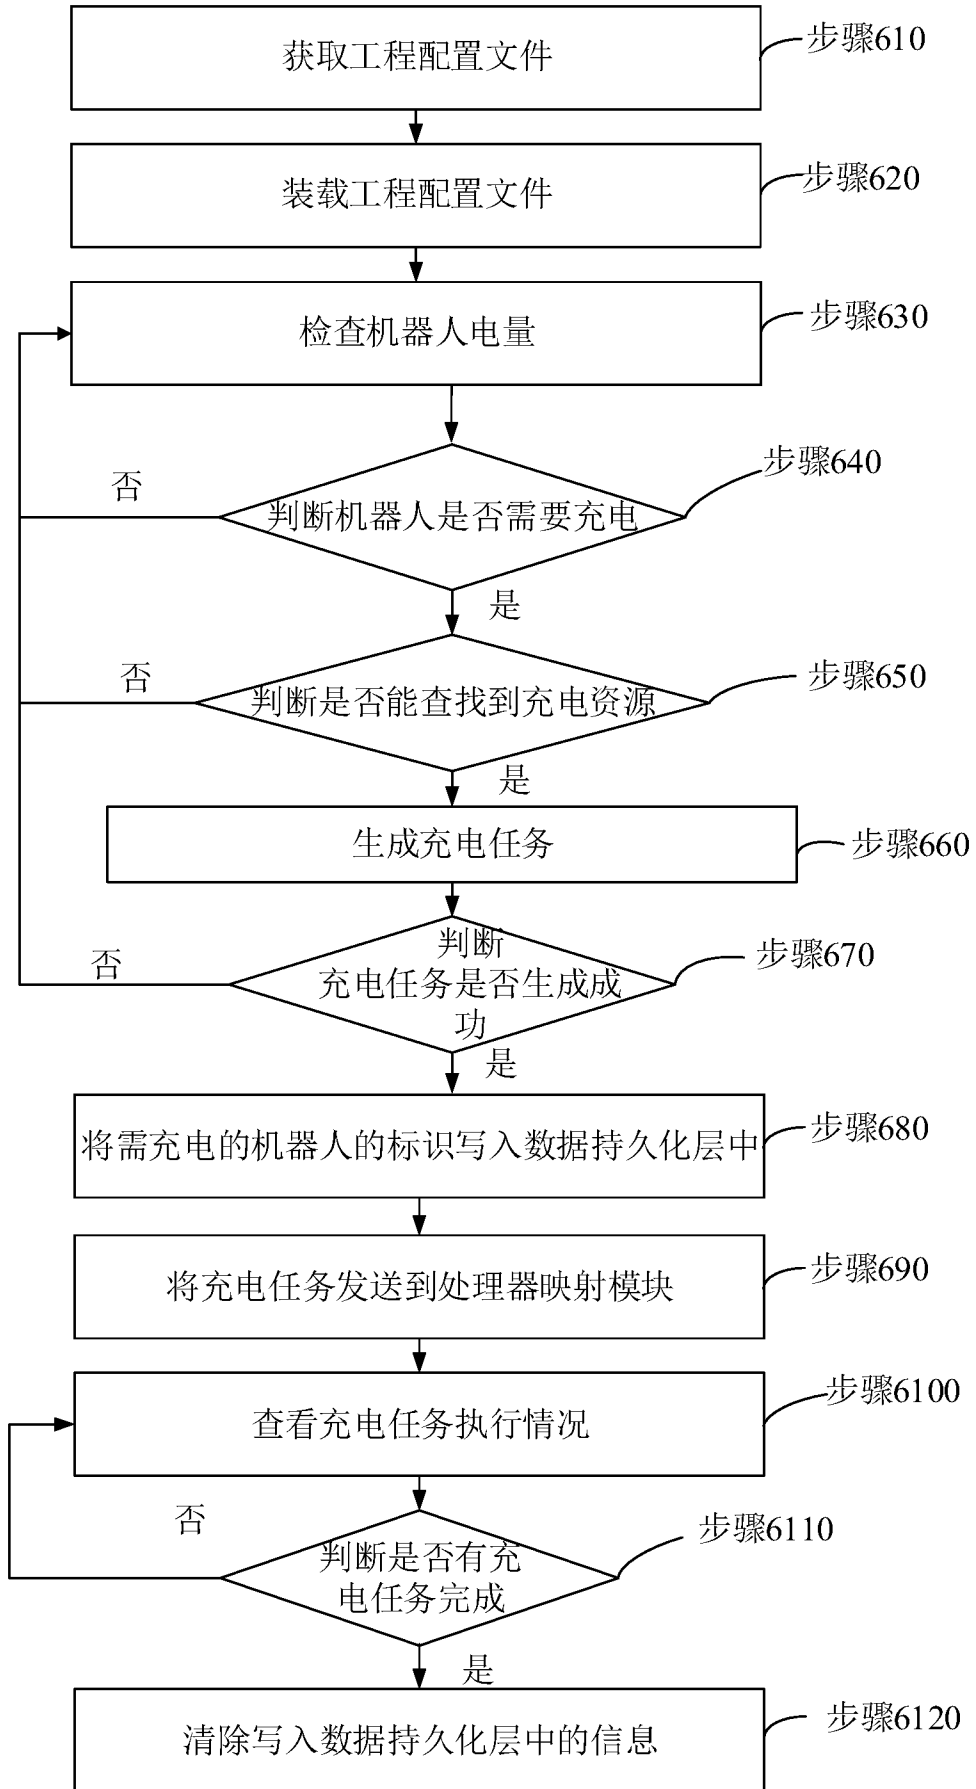 获取工程配置文件
步骤610
装载工程配置文件
步骤620
检查机器人电量
步骤630
步骤640
否
判断机器人是否需要充电
是
否
步骤650
判断是否能查找到充电资源
是
生成充电任务
步骤660
判断
否
步骤670
充电任务是否生成成
功
是
将需充电的机器人的标识写入数据持久化层中
步骤680
将充电任务发送到处理器映射模块
步骤690
步骤6100
查看充电任务执行情况
否
步骤6110
判断是否有充
电任务完成
是
清除写入数据持久化层中的信息
步骤6120